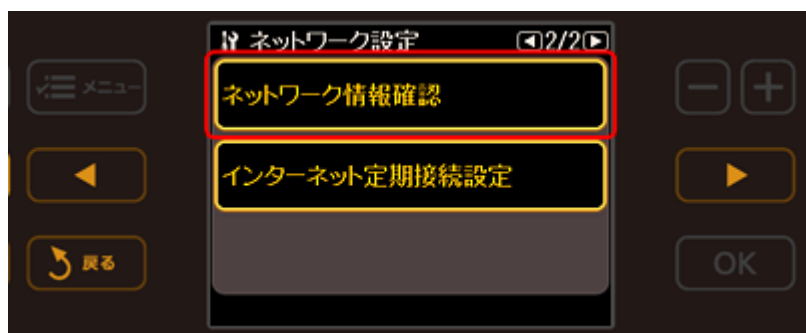 ネットワーク設定 2/2
メニュー
ネットワーク情報確認
インターネット定期接続設定
戻る
OK